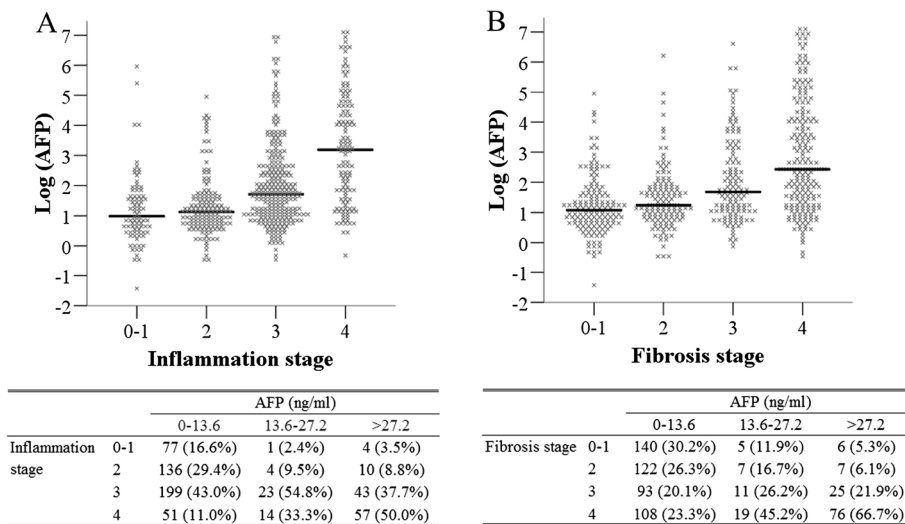 A
7
6
5
4
3
2
1
0
-1
-2
Log (AFP)
0-1 2 3 4
Inflammation stage
AFP (ng/ml)
0-13.6 13.6-27.2 >27.2
Inflammation 0-1 77 (16.6%) 1 (2.4%) 4 (3.5%)
stage 2 136 (29.4%) 4 (9.5%) 10 (8.8%)
3 199 (43.0%) 23 (54.8%) 43 (37.7%)
4 51 (11.0%) 14 (33.3%) 57 (50.0%)
B
7
6
5
4
3
2
1
0
-1
-2
Log (AFP)
0-1 2 3 4
Fibrosis stage
AFP (ng/ml)
0-13.6 13.6-27.2 >27.2
Fibrosis stage 0-1 140 (30.2%) 5 (11.9%) 6 (5.3%)
2 122 (26.3%) 7 (16.7%) 7 (6.1%)
3 93 (20.1%) 11 (26.2%) 25 (21.9%)
4 108 (23.3%) 19 (45.2%) 76 (66.7%)